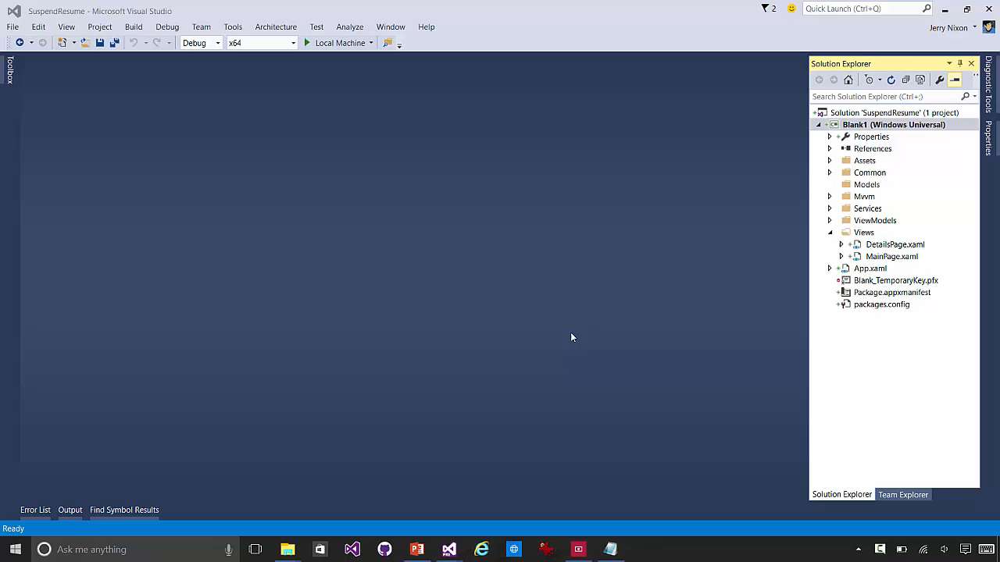 SuspendResume - Microsoft Visual Studio
2
Quick Launch (Ctrl+Q)
File Edit View Project Build Debug Team Tools Architecture Test Analyze Window Help
Jerry Nixon
Debug x64 Local Machine
Toolbox
Solution Explorer
Search Solution Explorer (Ctrl+;)
Solution 'SuspendResume' (1 project)
Blank1 (Windows Universal)
Properties
References
Assets
Common
Models
Mvvm
Services
ViewModels
Views
DetailsPage.xaml
MainPage.xaml
App.xaml
Blank_TemporaryKey.pfx
Package.appxmanifest
packages.config
Diagnostic Tools
Properties
Solution Explorer Team Explorer
Error List Output Find Symbol Results
Ready
Ask me anything